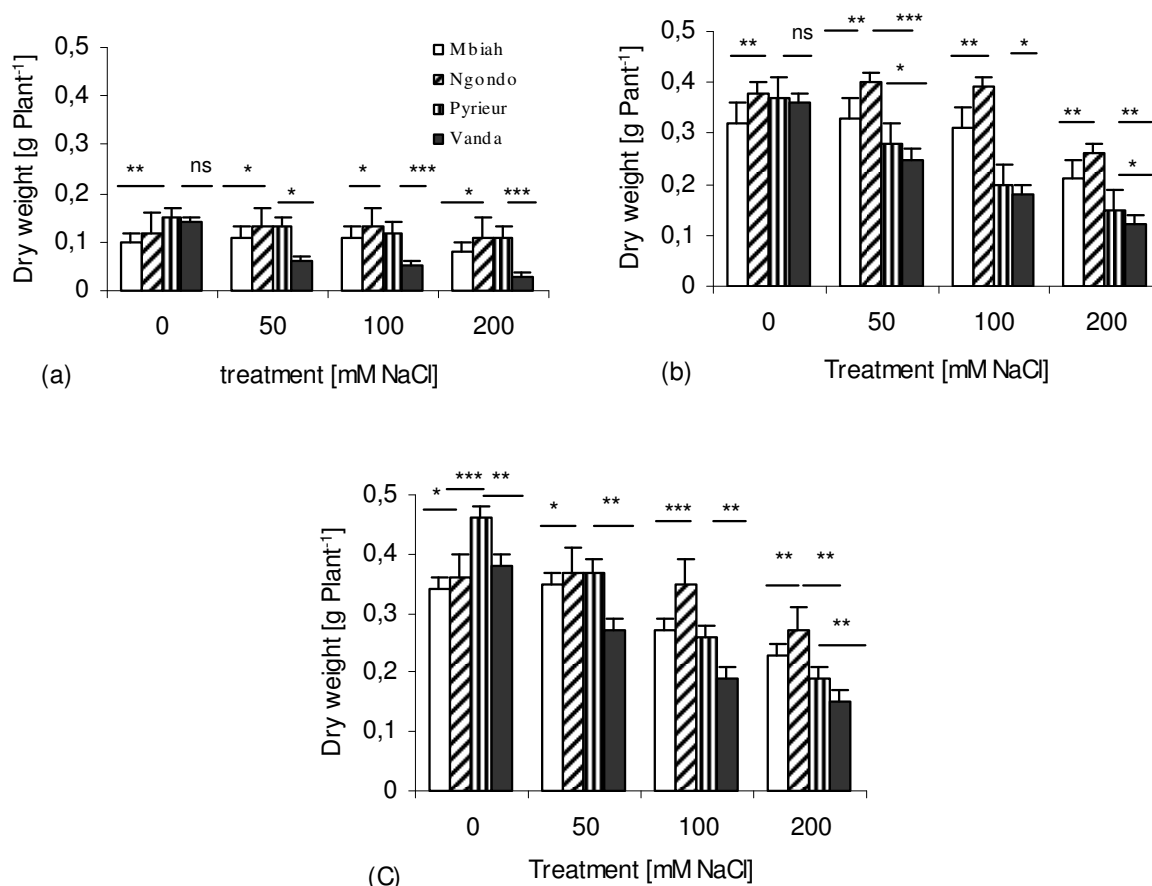 0,5
0,4
0,3
0,2
0,1
0
Dry weight [g Plant-1]
Mbiah
Ngondo
Pyrieur
Vanda
** ns * * * *** * ***
0 50 100 200
(a) treatment [mM NaCl]
0,5
0,4
0,3
0,2
0,1
0
Dry weight [g Pant-1]
** ns ** *** * ** * ** ** *
0 50 100 200
(b) Treatment [mM NaCl]
0,5
0,4
0,3
0,2
0,1
0
Dry weight [g Plant-1]
* *** ** * ** *** ** ** ** **
0 50 100 200
(C) Treatment [mM NaCl]